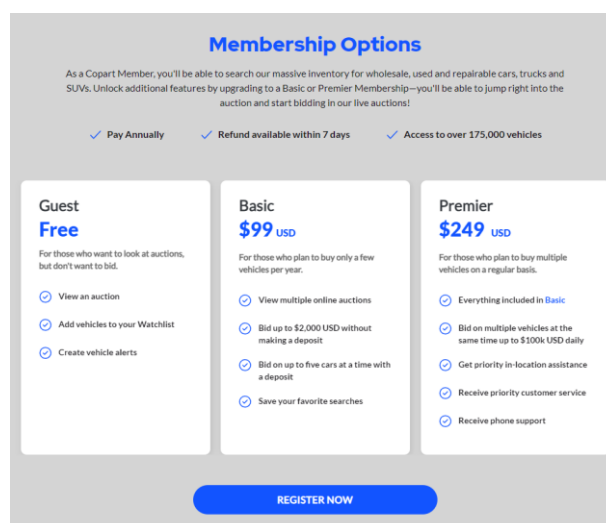 Membership Options
As a Copart Member, you'll be able to search our massive inventory for wholesale, used and repairable cars, trucks and
SUVs. Unlock additional features by upgrading to a Basic or Premier Membership—you'll be able to jump right into the
auction and start bidding in our live auctions!
Pay Annually
Refund available within 7 days
Access to over 175,000 vehicles
Guest
Free
For those who want to look at auctions,
but don't want to bid.
View an auction
Add vehicles to your Watchlist
Create vehicle alerts
Basic
$99 USD
For those who plan to buy only a few
vehicles per year.
View multiple online auctions
Bid up to $2,000 USD without
making a deposit
Bid on up to five cars at a time with
a deposit
Save your favorite searches
Premier
$249 USD
For those who plan to buy multiple
vehicles on a regular basis.
Everything included in Basic
Bid on multiple vehicles at the
same time up to $100k USD daily
Get priority in-location assistance
Receive priority customer service
Receive phone support
REGISTER NOW